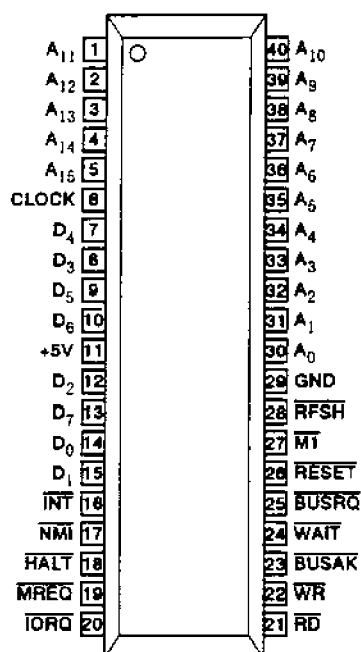 A11 1 40 A10
A12 2 39 A9
A13 3 38 A8
A14 4 37 A7
A15 5 36 A6
CLOCK 6 35 A5
D4 7 34 A4
D3 8 33 A3
D5 9 32 A2
D6 10 31 A1
+5V 11 30 A0
D2 12 29 GND
D7 13 28 RFSH
D0 14 27 M1
D1 15 26 RESET
INT 16 25 BUSRQ
NMI 17 24 WAIT
HALT 18 23 BUSAK
MREQ 19 22 WR
IORQ 20 21 RD